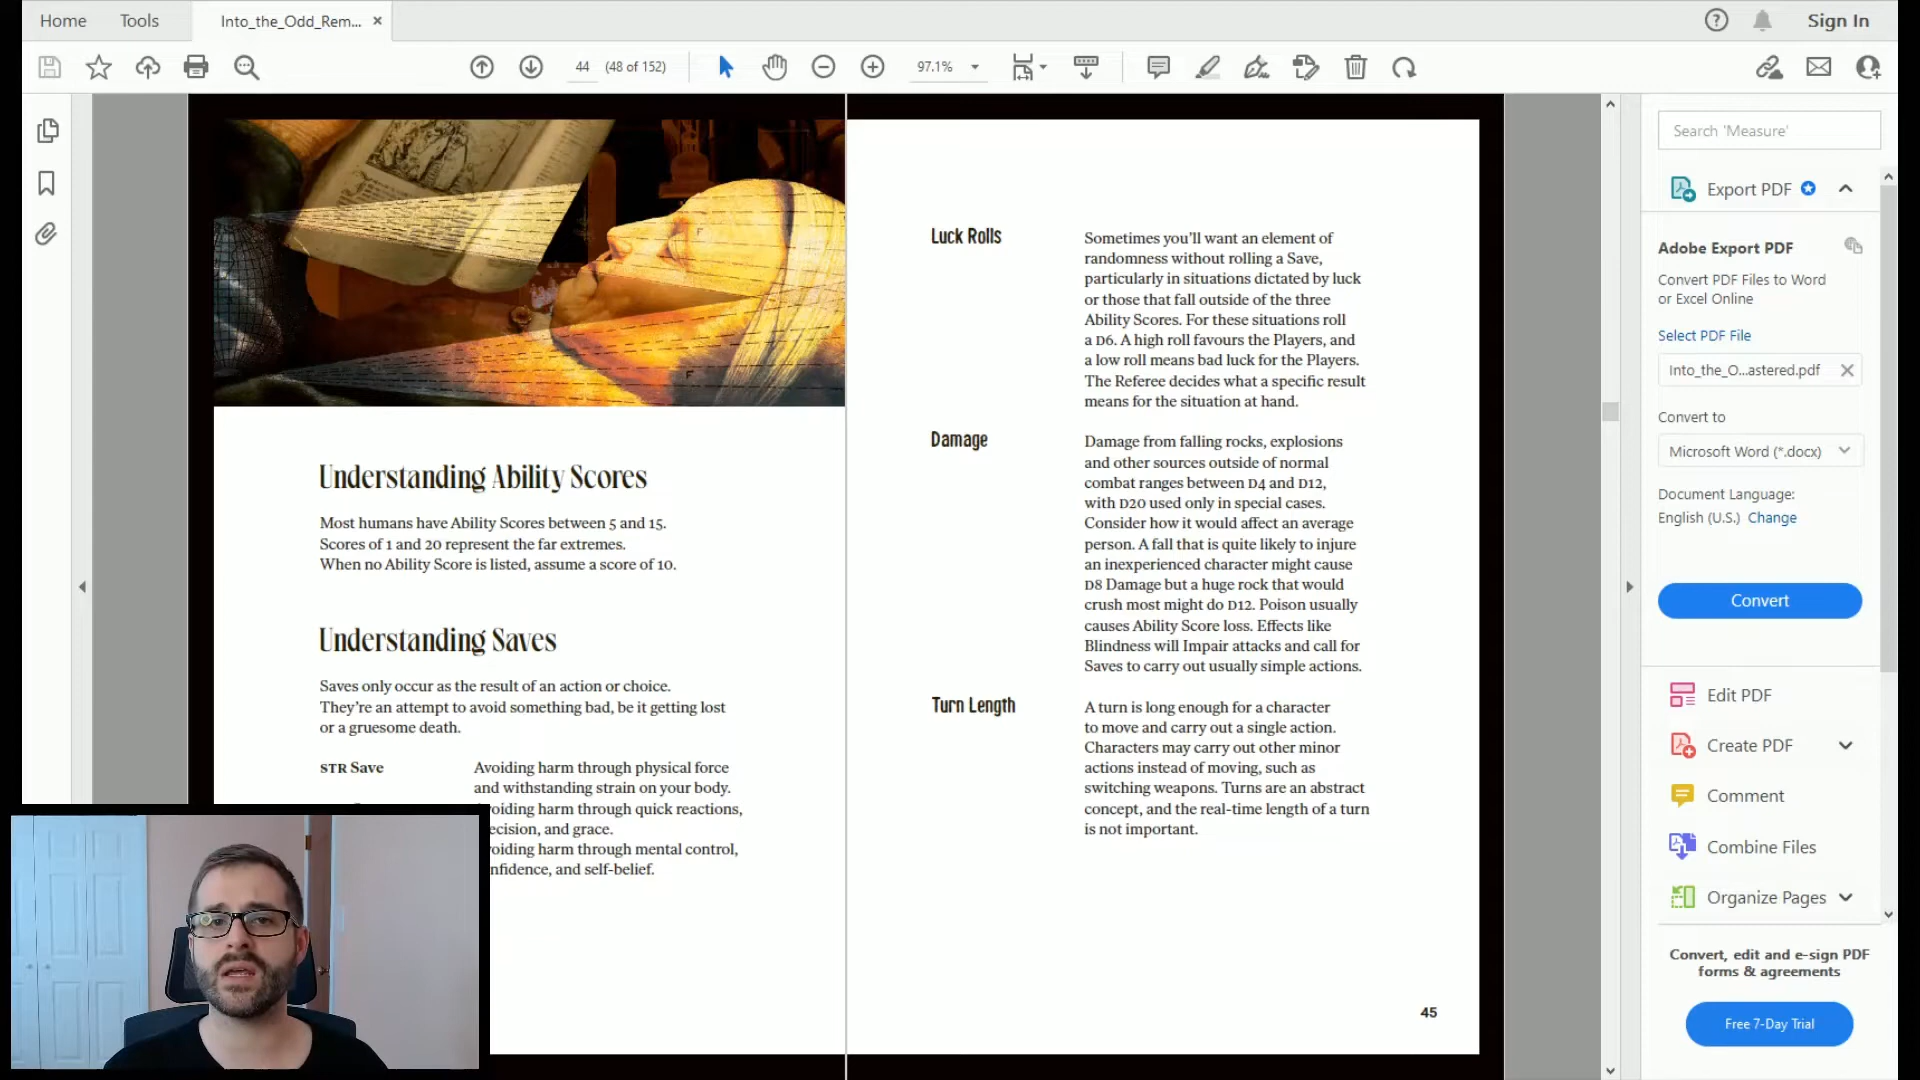 Home
Tools
Into_the_Odd_Rem...
Sign In
44
(48 of 152)
97.1%
Understanding Ability Scores
Most humans have Ability Scores between 5 and 15.
Scores of 1 and 20 represent the far extremes.
When no Ability Score is listed, assume a score of 10.
Understanding Saves
Saves only occur as the result of an action or choice.
They're an attempt to avoid something bad, be it getting lost
or a gruesome death.
STR Save
Avoiding harm through physical force
and withstanding strain on your body.
oiding harm through quick reactions,
ecision, and grace.
oiding harm through mental control,
nfidence, and self-belief.
Luck Rolls
Sometimes you'll want an element of
randomness without rolling a Save,
particularly in situations dictated by luck
or those that fall outside of the three
Ability Scores. For these situations roll
a D6. A high roll favours the Players, and
a low roll means bad luck for the Players.
The Referee decides what a specific result
means for the situation at hand.
Damage
Damage from falling rocks, explosions
and other sources outside of normal
combat ranges between D4 and D12,
with D20 used only in special cases.
Consider how it would affect an average
person. A fall that is quite likely to injure
an inexperienced character might cause
D8 Damage but a huge rock that would
crush most might do D12. Poison usually
causes Ability Score loss. Effects like
Blindness will Impair attacks and call for
Saves to carry out usually simple actions.
Turn Length
A turn is long enough for a character
to move and carry out a single action.
Characters may carry out other minor
actions instead of moving, such as
switching weapons. Turns are an abstract
concept, and the real-time length of a turn
is not important.
45
Search 'Measure'
Export PDF
Adobe Export PDF
Convert PDF Files to Word
or Excel Online
Select PDF File
Into_the_O...astered.pdf
Convert to
Microsoft Word (*.docx)
Document Language:
English (U.S.) Change
Convert
Edit PDF
Create PDF
Comment
Combine Files
Organize Pages
Convert, edit and e-sign PDF
forms & agreements
Free 7-Day Trial